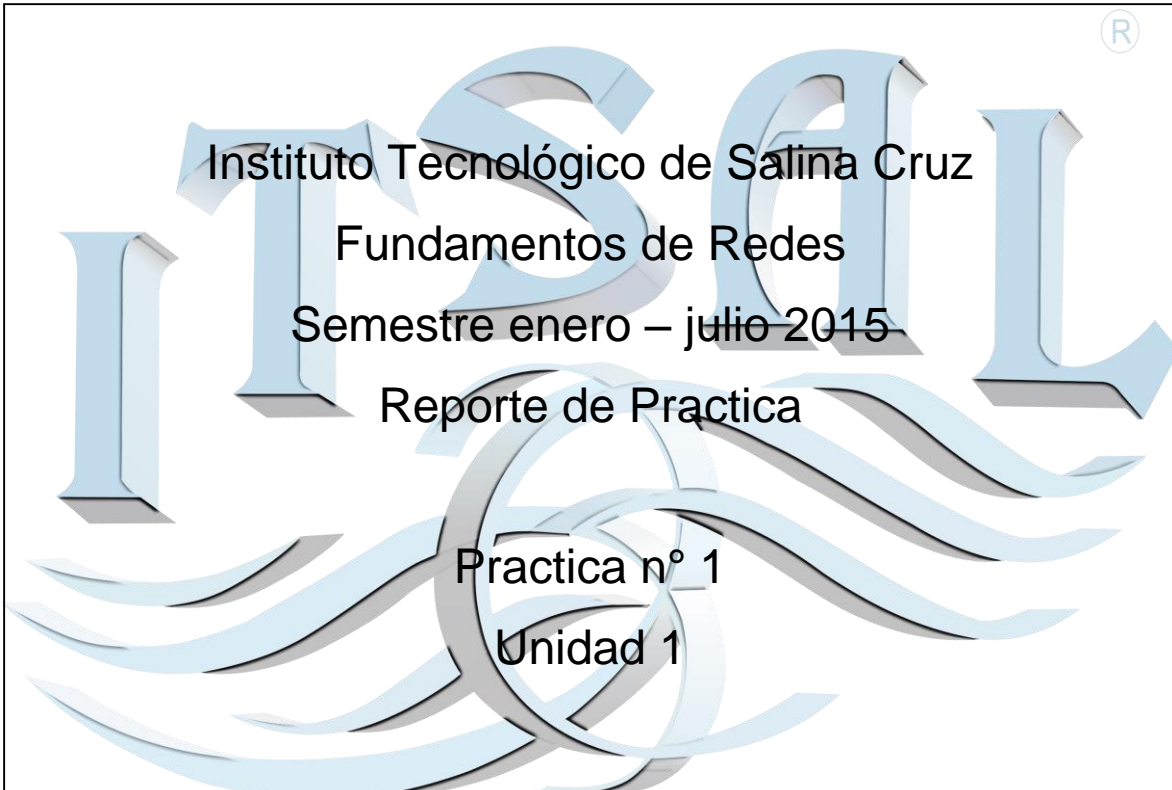 ®
ITSAL
Instituto Tecnológico de Salina Cruz
Fundamentos de Redes
Semestre enero – julio 2015
Reporte de Practica
Practica n° 1
Unidad 1